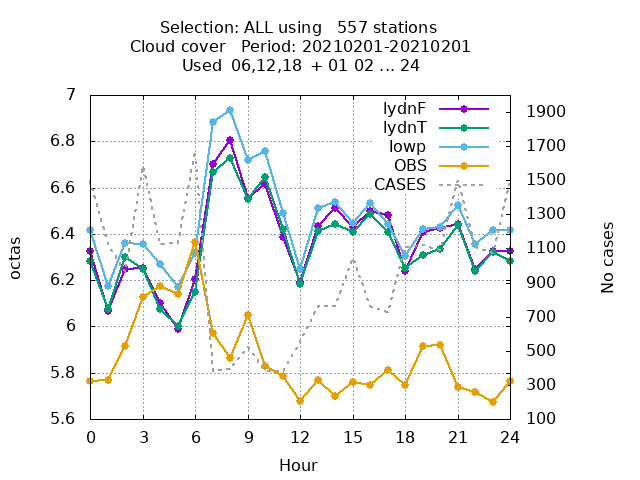 Selection: ALL using   557 stations
Cloud cover   Period: 20210201-20210201
Used  06,12,18  + 01 02 ... 24
7
6.8
6.6
6.4
6.2
6
5.8
5.6
octas
lydnF
lydnT
lowp
OBS
CASES
1900
1700
1500
1300
1100
900
700
500
300
100
No cases
0 3 6 9 12 15 18 21 24
Hour